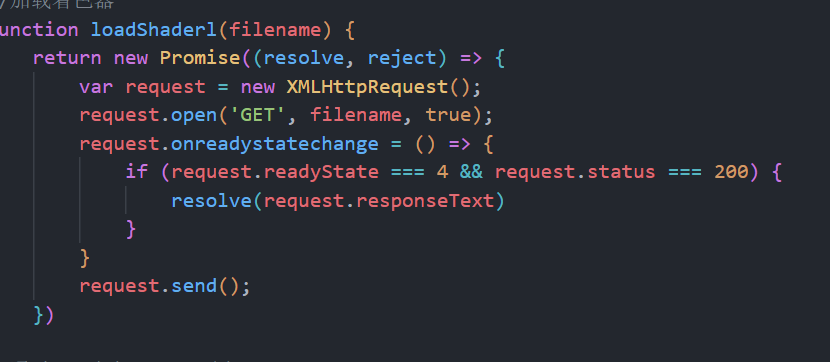 /加载着色器
unction loadShaderl(filename) {
return new Promise((resolve, reject) => {
var request = new XMLHttpRequest();
request.open('GET', filename, true);
request.onreadystatechange = () => {
if (request.readyState === 4 && request.status === 200) {
resolve(request.responseText)
}
}
request.send();
})